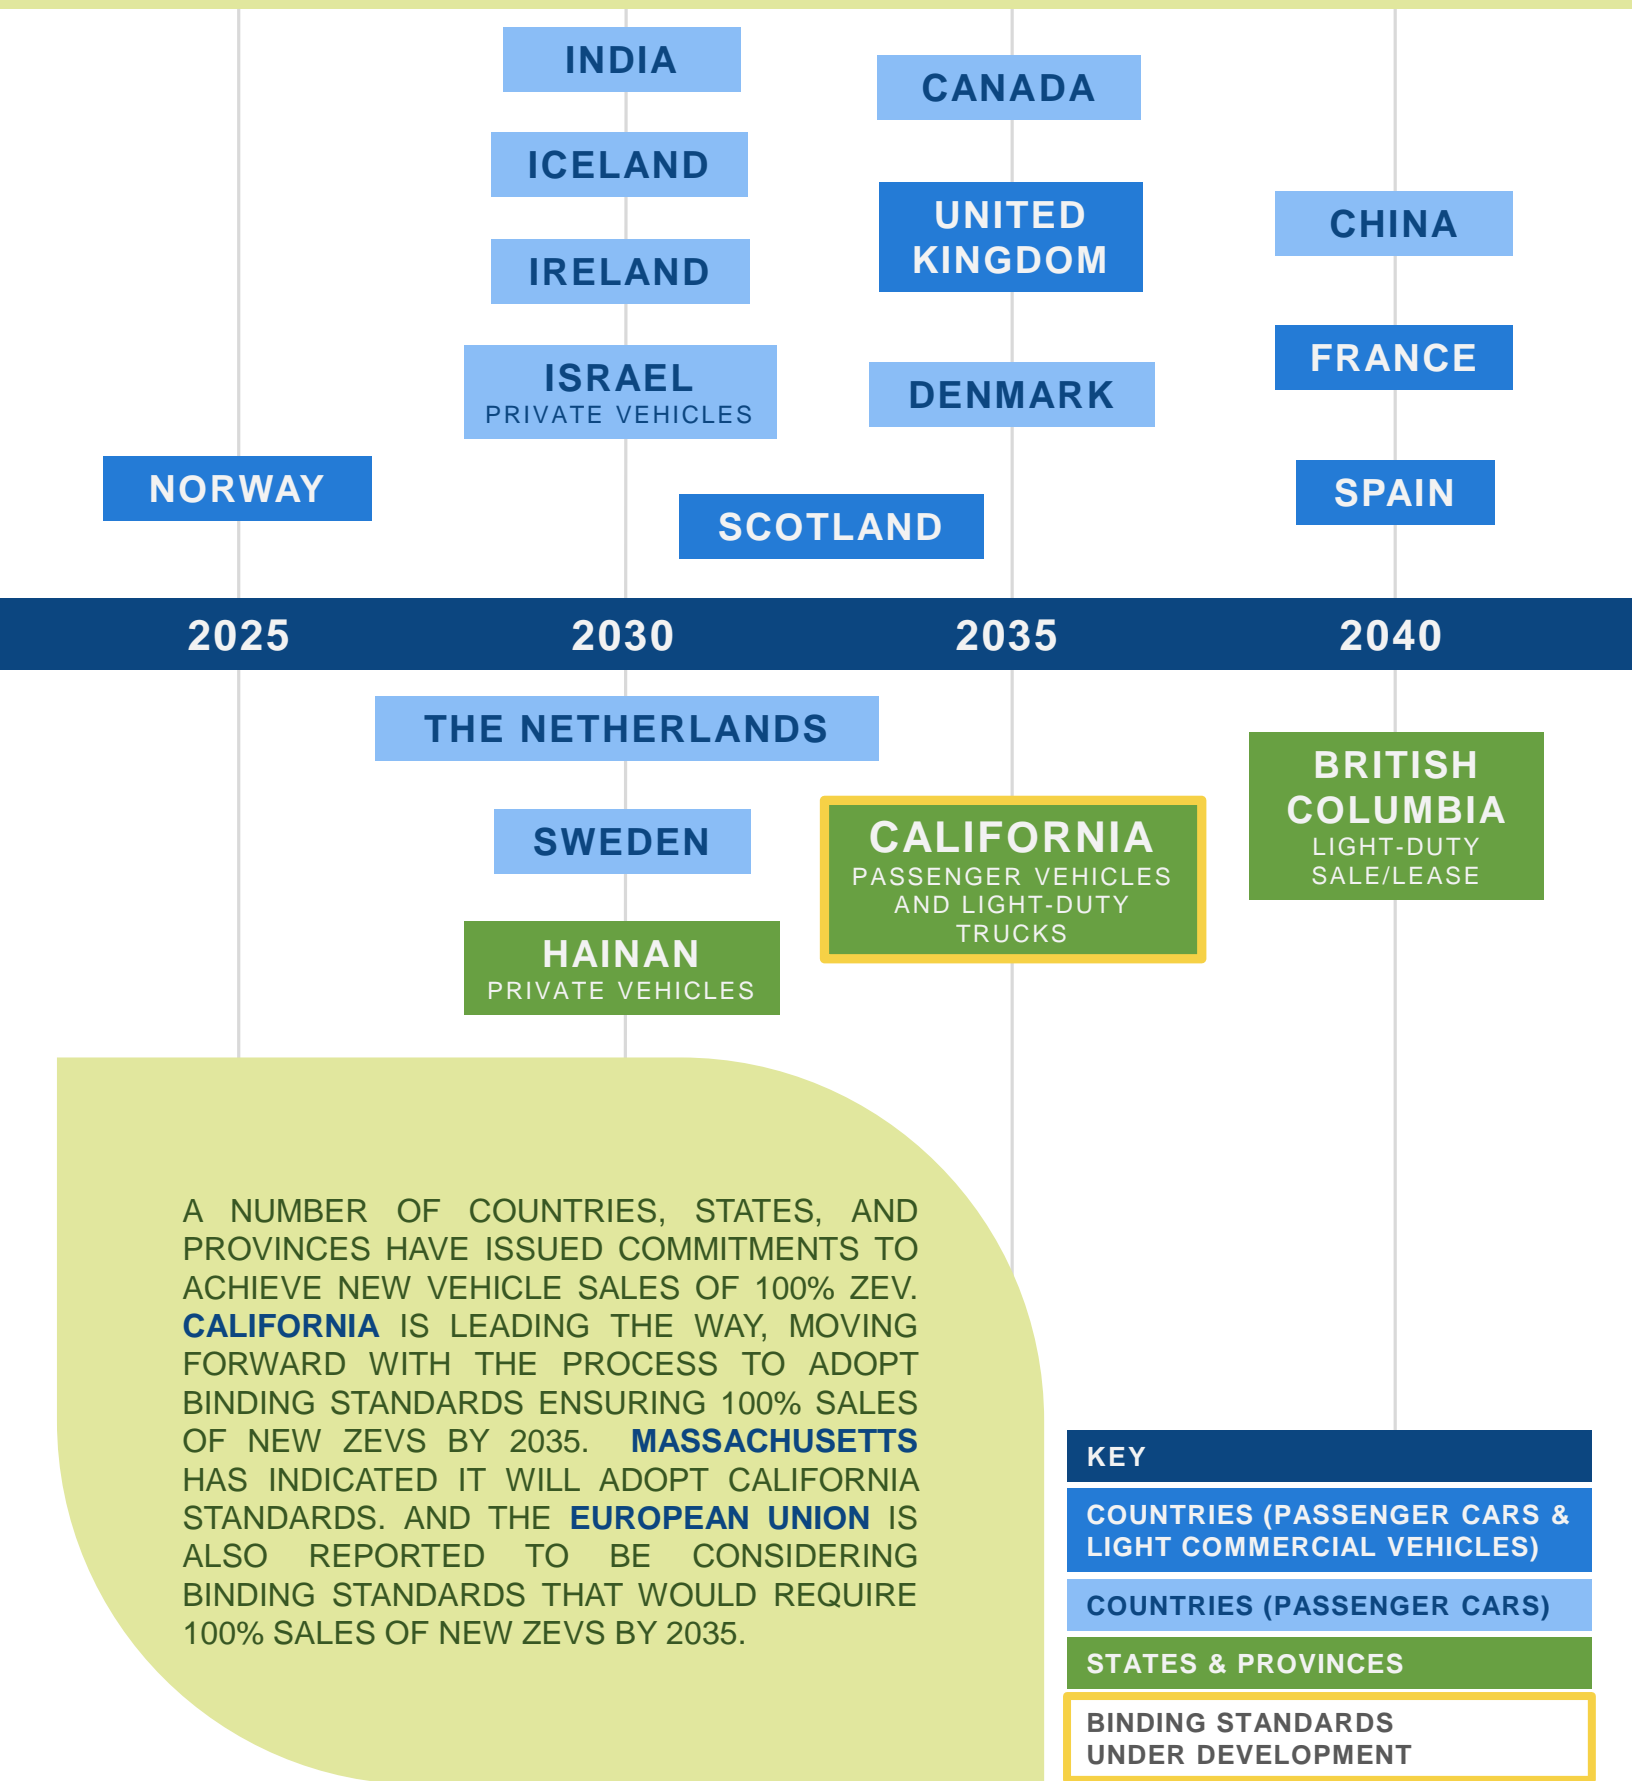 INDIA
CANADA
ICELAND
UNITED
KINGDOM
CHINA
IRELAND
FRANCE
ISRAEL
PRIVATE VEHICLES
DENMARK
NORWAY
SPAIN
SCOTLAND
2025
2030
2035
2040
THE NETHERLANDS
BRITISH
COLUMBIA
LIGHT-DUTY
SALE/LEASE
SWEDEN
CALIFORNIA
PASSENGER VEHICLES
AND LIGHT-DUTY
TRUCKS
HAINAN
PRIVATE VEHICLES
A NUMBER OF COUNTRIES, STATES, AND
PROVINCES HAVE ISSUED COMMITMENTS TO
ACHIEVE NEW VEHICLE SALES OF 100% ZEV.
CALIFORNIA IS LEADING THE WAY, MOVING
FORWARD WITH THE PROCESS TO ADOPT
BINDING STANDARDS ENSURING 100% SALES
OF NEW ZEVS BY 2035. MASSACHUSETTS
HAS INDICATED IT WILL ADOPT CALIFORNIA
STANDARDS. AND THE EUROPEAN UNION IS
ALSO REPORTED TO BE CONSIDERING
BINDING STANDARDS THAT WOULD REQUIRE
100% SALES OF NEW ZEVS BY 2035.
KEY
COUNTRIES (PASSENGER CARS &
LIGHT COMMERCIAL VEHICLES)
COUNTRIES (PASSENGER CARS)
STATES & PROVINCES
BINDING STANDARDS
UNDER DEVELOPMENT